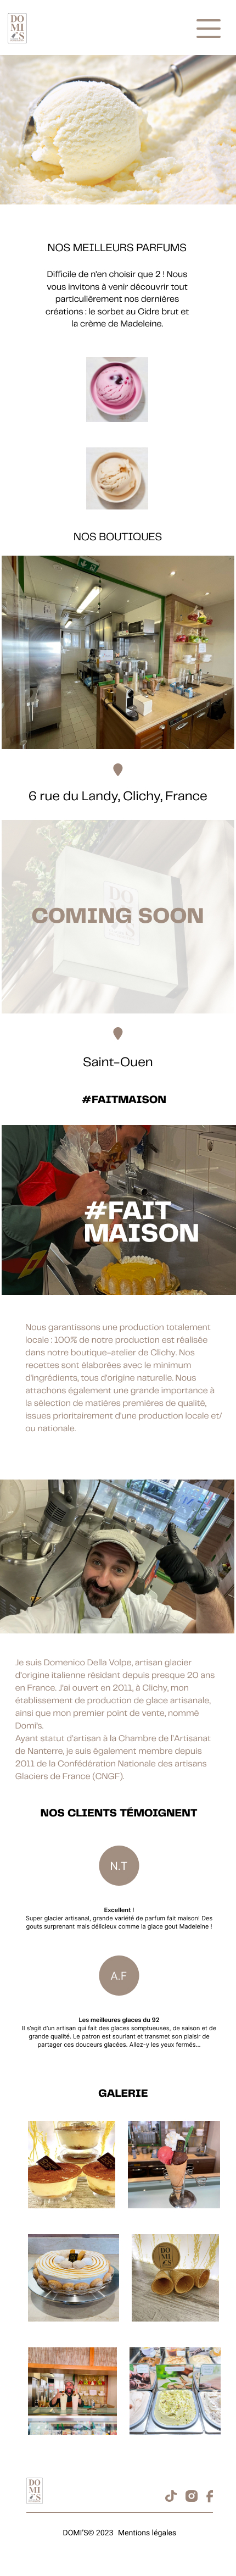 DO
MI
S
NOS MEILLEURS PARFUMS
Difficile de n'en choisir que 2 ! Nous
vous invitons à venir découvrir tout
particulièrement nos dernières
créations : le sorbet au Cidre brut et
la crème de Madeleine.
NOS BOUTIQUES
6 rue du Landy, Clichy, France
DO
COMING SOON
Saint-Ouen
#FAITMAISON
#FAIT
MAISON
Nous garantissons une production totalement
locale : 100% de notre production est réalisée
dans notre boutique-atelier de Clichy. Nos
recettes sont élaborées avec le minimum
d'ingrédients, tous d'origine naturelle. Nous
attachons également une grande importance à
la sélection de matières premières de qualité,
issues prioritairement d'une production locale et/
ou nationale.
Je suis Domenico Della Volpe, artisan glacier
d'origine italienne résidant depuis presque 20 ans
en France. J'ai ouvert en 2011, à Clichy, mon
établissement de production de glace artisanale,
ainsi que mon premier point de vente, nommé
Domi's.
Ayant statut d'artisan à la Chambre de l'Artisanat
de Nanterre, je suis également membre depuis
2011 de la Confédération Nationale des artisans
Glaciers de France (CNGF).
NOS CLIENTS TÉMOIGNENT
N.T
Excellent !
Super glacier artisanal, grande variété de parfum fait maison! Des
gouts surprenant mais délicieux comme la glace gout Madeleine !
A.F
Les meilleures glaces du 92
Il s'agit d'un artisan qui fait des glaces somptueuses, de saison et de
grande qualité. Le patron est souriant et transmet son plaisir de
partager ces douceurs glacées. Allez-y les yeux fermés...
GALERIE
DO
MI
S
DO
MI
S
DOMI'S© 2023 Mentions légales